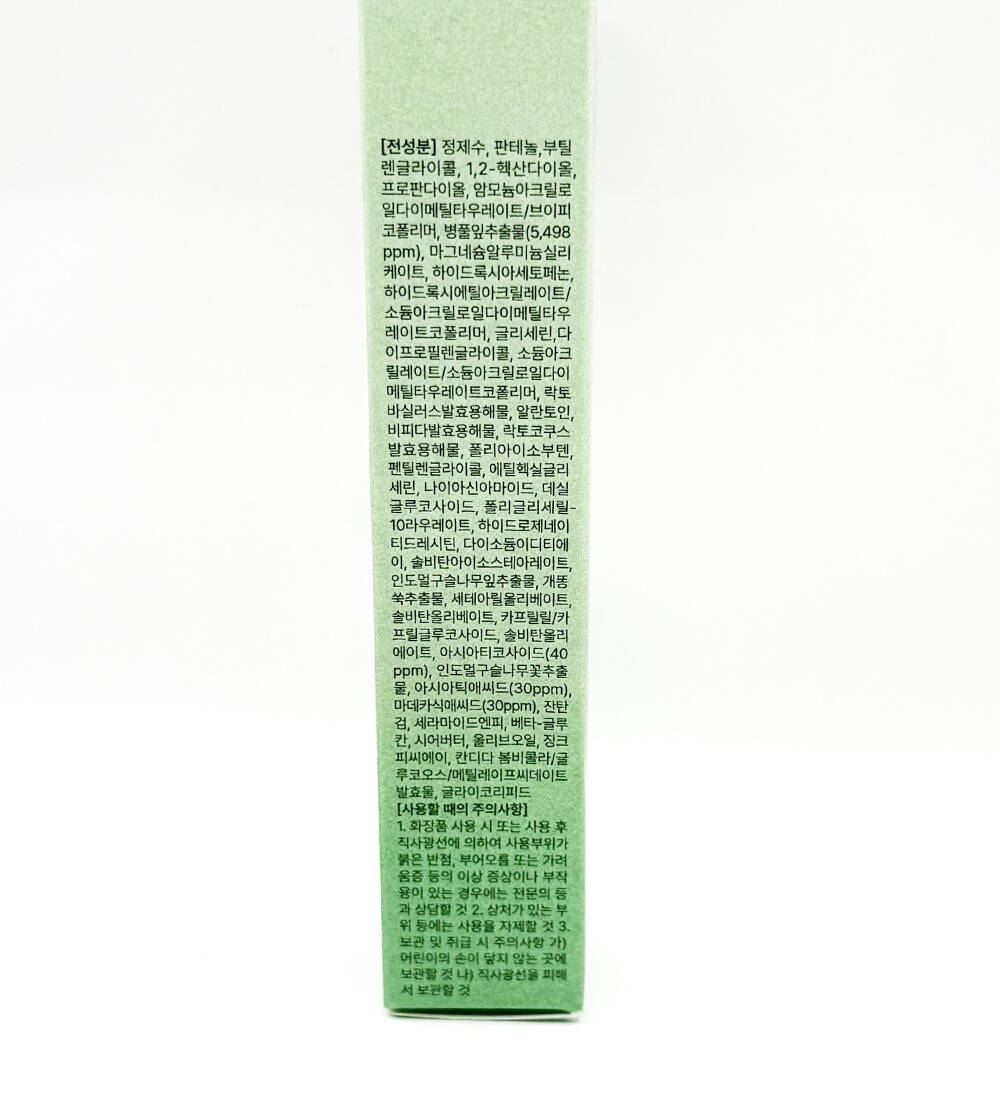 [전성분] 정제수, 판테놀,부틸
렌글라이콜, 1,2-헥산다이올,
프로판다이올, 암모늄아크릴로
일다이메틸타우레이트/브이피
코폴리머, 병풀잎추출물(5,498
ppm), 마그네슘알루미늄실리
케이트, 하이드록시아세토페논,
하이드록시에틸아크릴레이트/
소듐아크릴로일다이메틸타우
레이트코폴리머, 글리세린,다
이프로필렌글라이콜, 소듐아크
릴레이트/소듐아크릴로일다이
메틸타우레이트코폴리머, 락토
바실러스발효용해물, 알란토인,
비피다발효용해물, 락토코쿠스
발효용해물, 폴리아이소부텐,
펜틸렌글라이콜, 에틸헥실글리
세린, 나이아신아마이드, 데실
글루코사이드, 폴리글리세릴-
10라우레이트, 하이드로제네이
티드레시틴, 다이소듐이디티에
이, 솔비탄아이소스테아레이트,
인도멀구슬나무잎추출물, 개똥
쑥추출물, 세테아릴올리베이트,
솔비탄올리베이트, 카프릴릴/카
프릴글루코사이드, 솔비탄올리
에이트, 아시아티코사이드(40
ppm), 인도멀구슬나무꽃추출
물, 아시아틱애씨드(30ppm),
마데카식애씨드(30ppm), 잔탄
검, 세라마이드엔피, 베타-글루
칸, 시어버터, 올리브오일, 징크
피씨에이, 칸디다 봄비콜라/글
루코오스/메틸레이프씨데이트
발효물, 글라이코리피드
[사용할 때의 주의사항]
1. 화장품 사용 시 또는 사용 후
직사광선에 의하여 사용부위가
붉은 반점, 부어오름 또는 가려
움증 등의 이상 증상이나 부작
용이 있는 경우에는 전문의 등
과 상담할 것 2. 상처가 있는 부
위 등에는 사용을 자제할 것 3.
보관 및 취급 시 주의사항 가)
어린이의 손이 닿지 않는 곳에
보관할 것 나) 직사광선을 피해
서 보관할 것